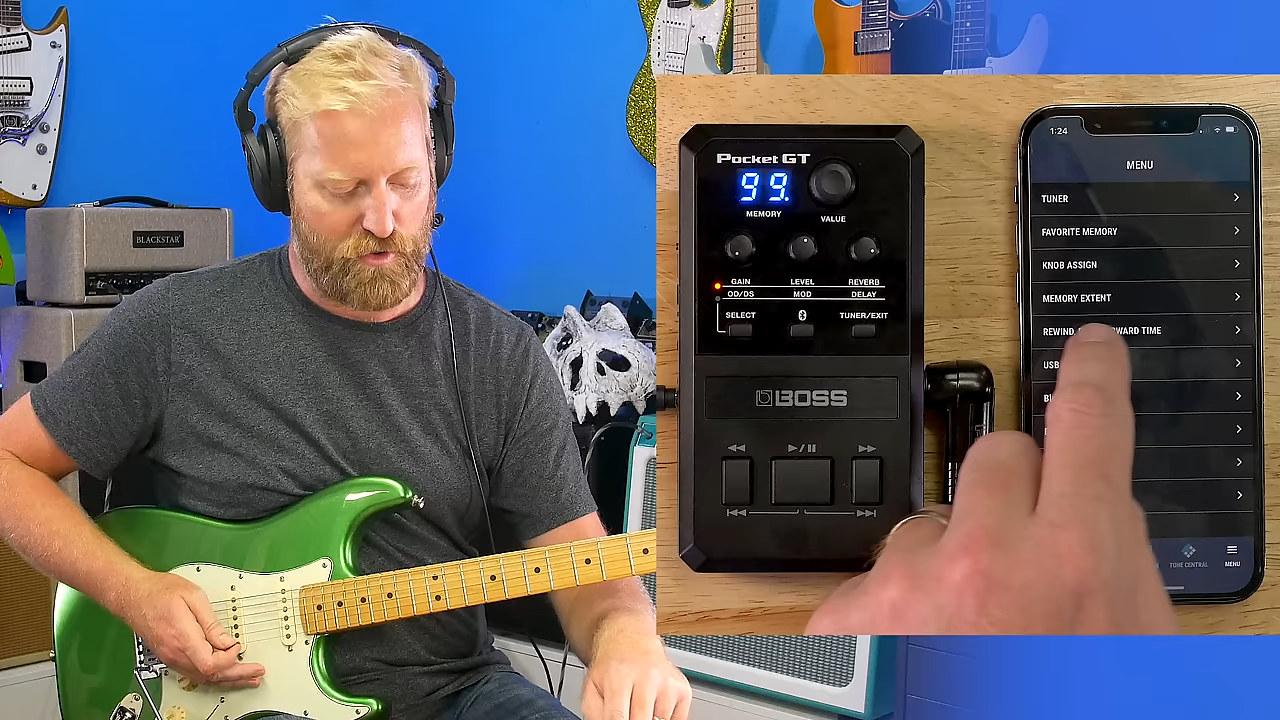 BLACKSTAR
Pocket GT
99.
MEMORY
VALUE
GAIN LEVEL REVERB
OD/DS MOD DELAY
SELECT TUNER/EXIT
BOSS
1:24
MENU
TUNER
FAVORITE MEMORY
KNOB ASSIGN
MEMORY EXTENT
REWIND WARD TIME
USB
TONE CENTRAL
MENU